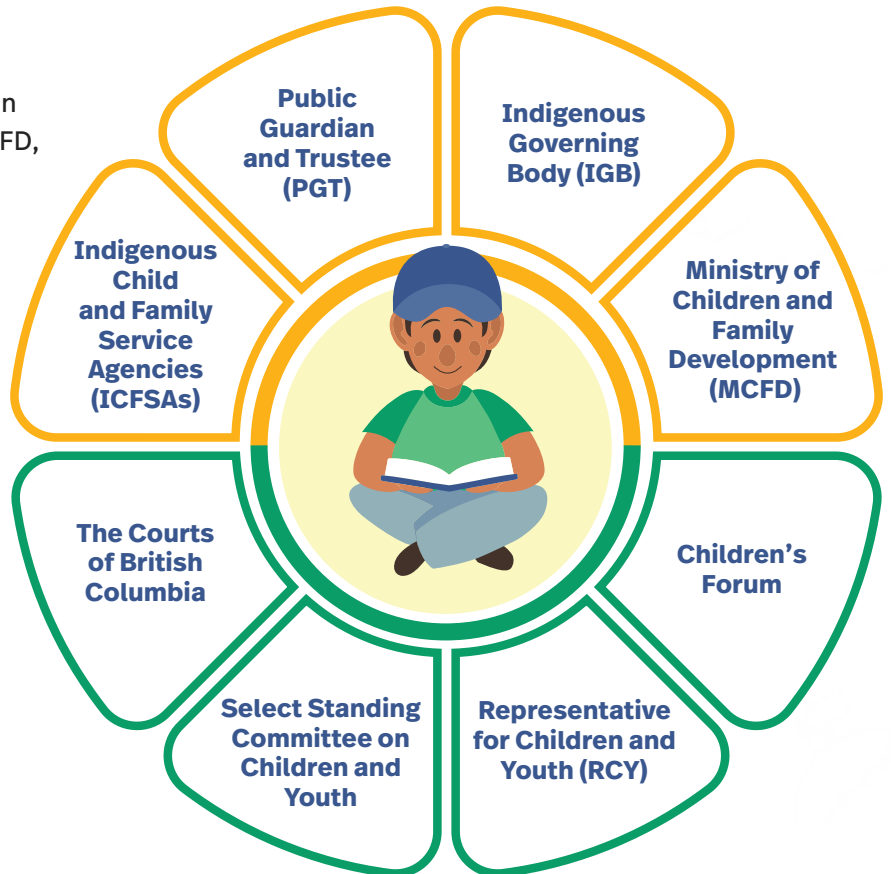 n
FD,
Public
Guardian
and Trustee
(PGT)
Indigenous
Governing
Body (IGB)
Indigenous
Child
and Family
Service
Agencies
(ICFSAs)
Ministry of
Children and
Family
Development
(MCFD)
The Courts
of British
Columbia
Children’s
Forum
Select Standing
Committee on
Children and
Youth
Representative
for Children and
Youth (RCY)